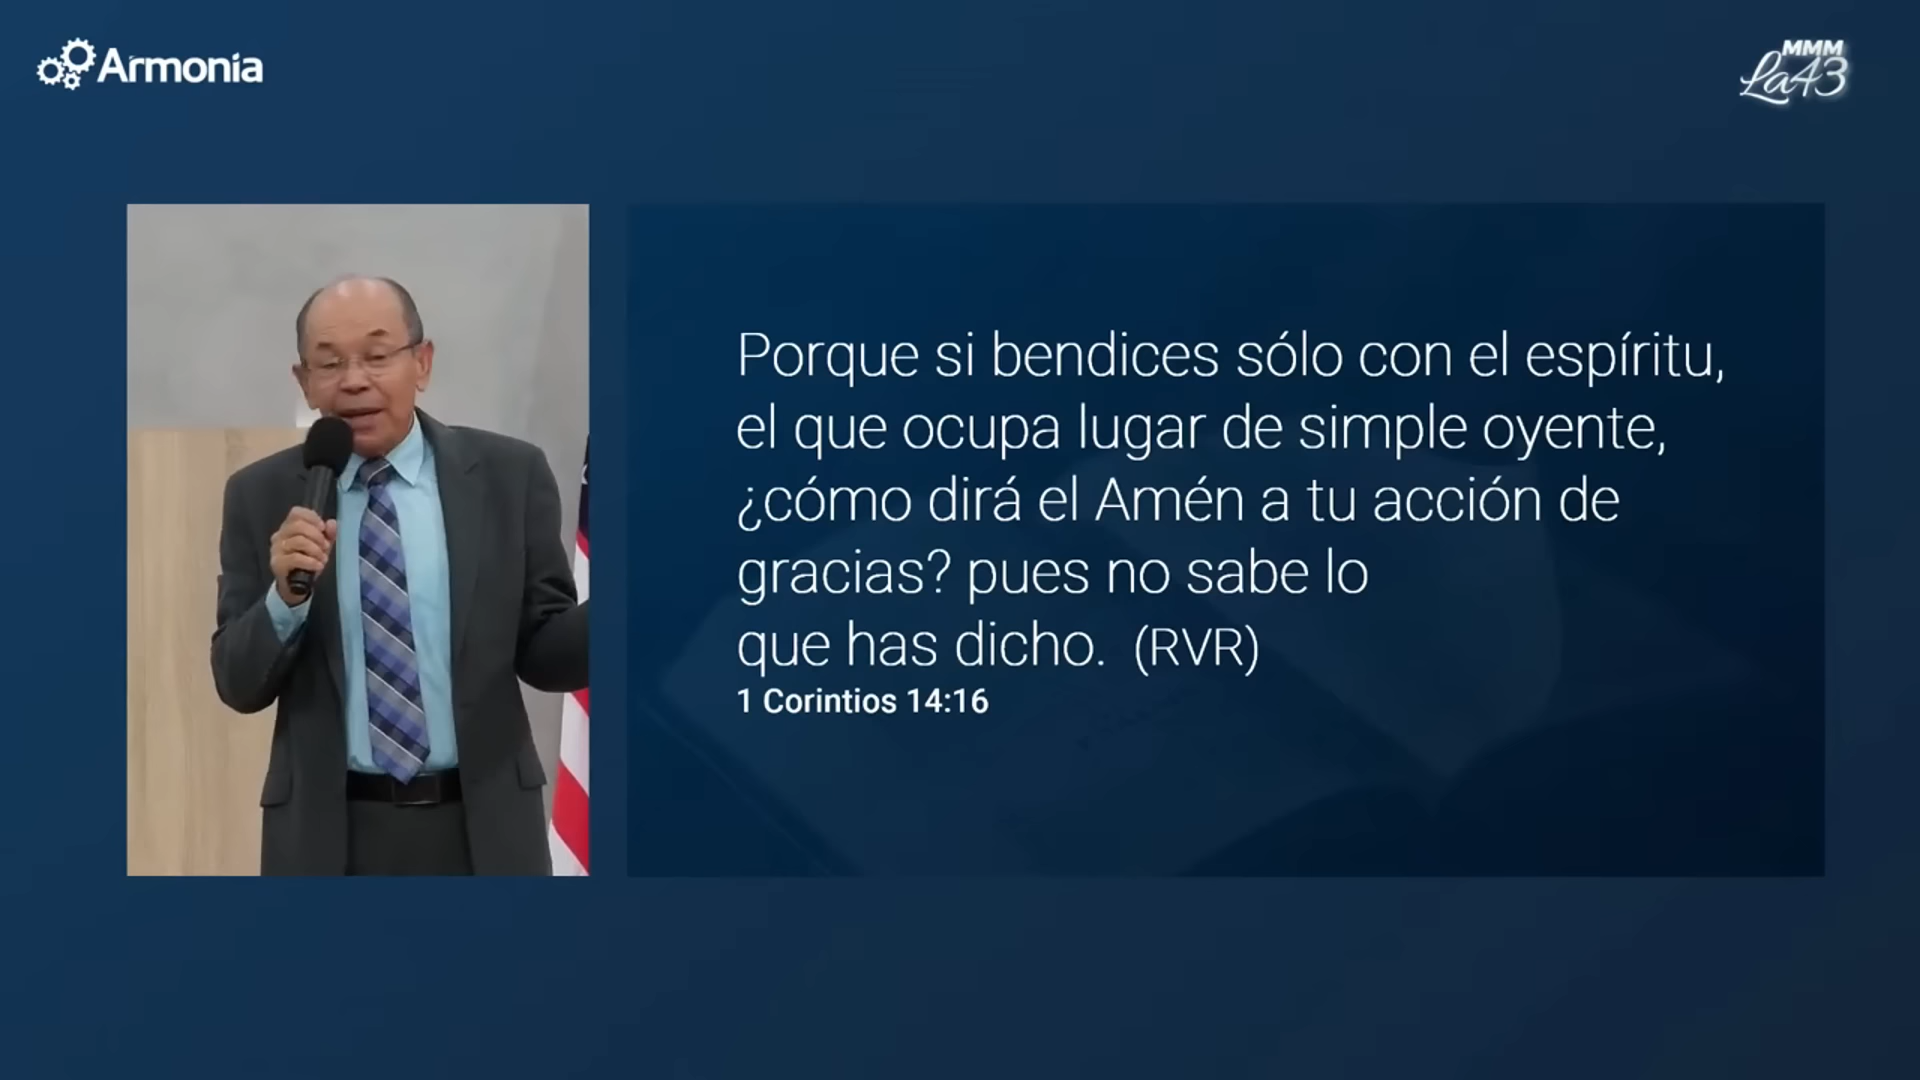 Armonía
MMM
La43
Porque si bendices sólo con el espíritu,
el que ocupa lugar de simple oyente,
¿cómo dirá el Amén a tu acción de
gracias? pues no sabe lo
que has dicho. (RVR)
1 Corintios 14:16